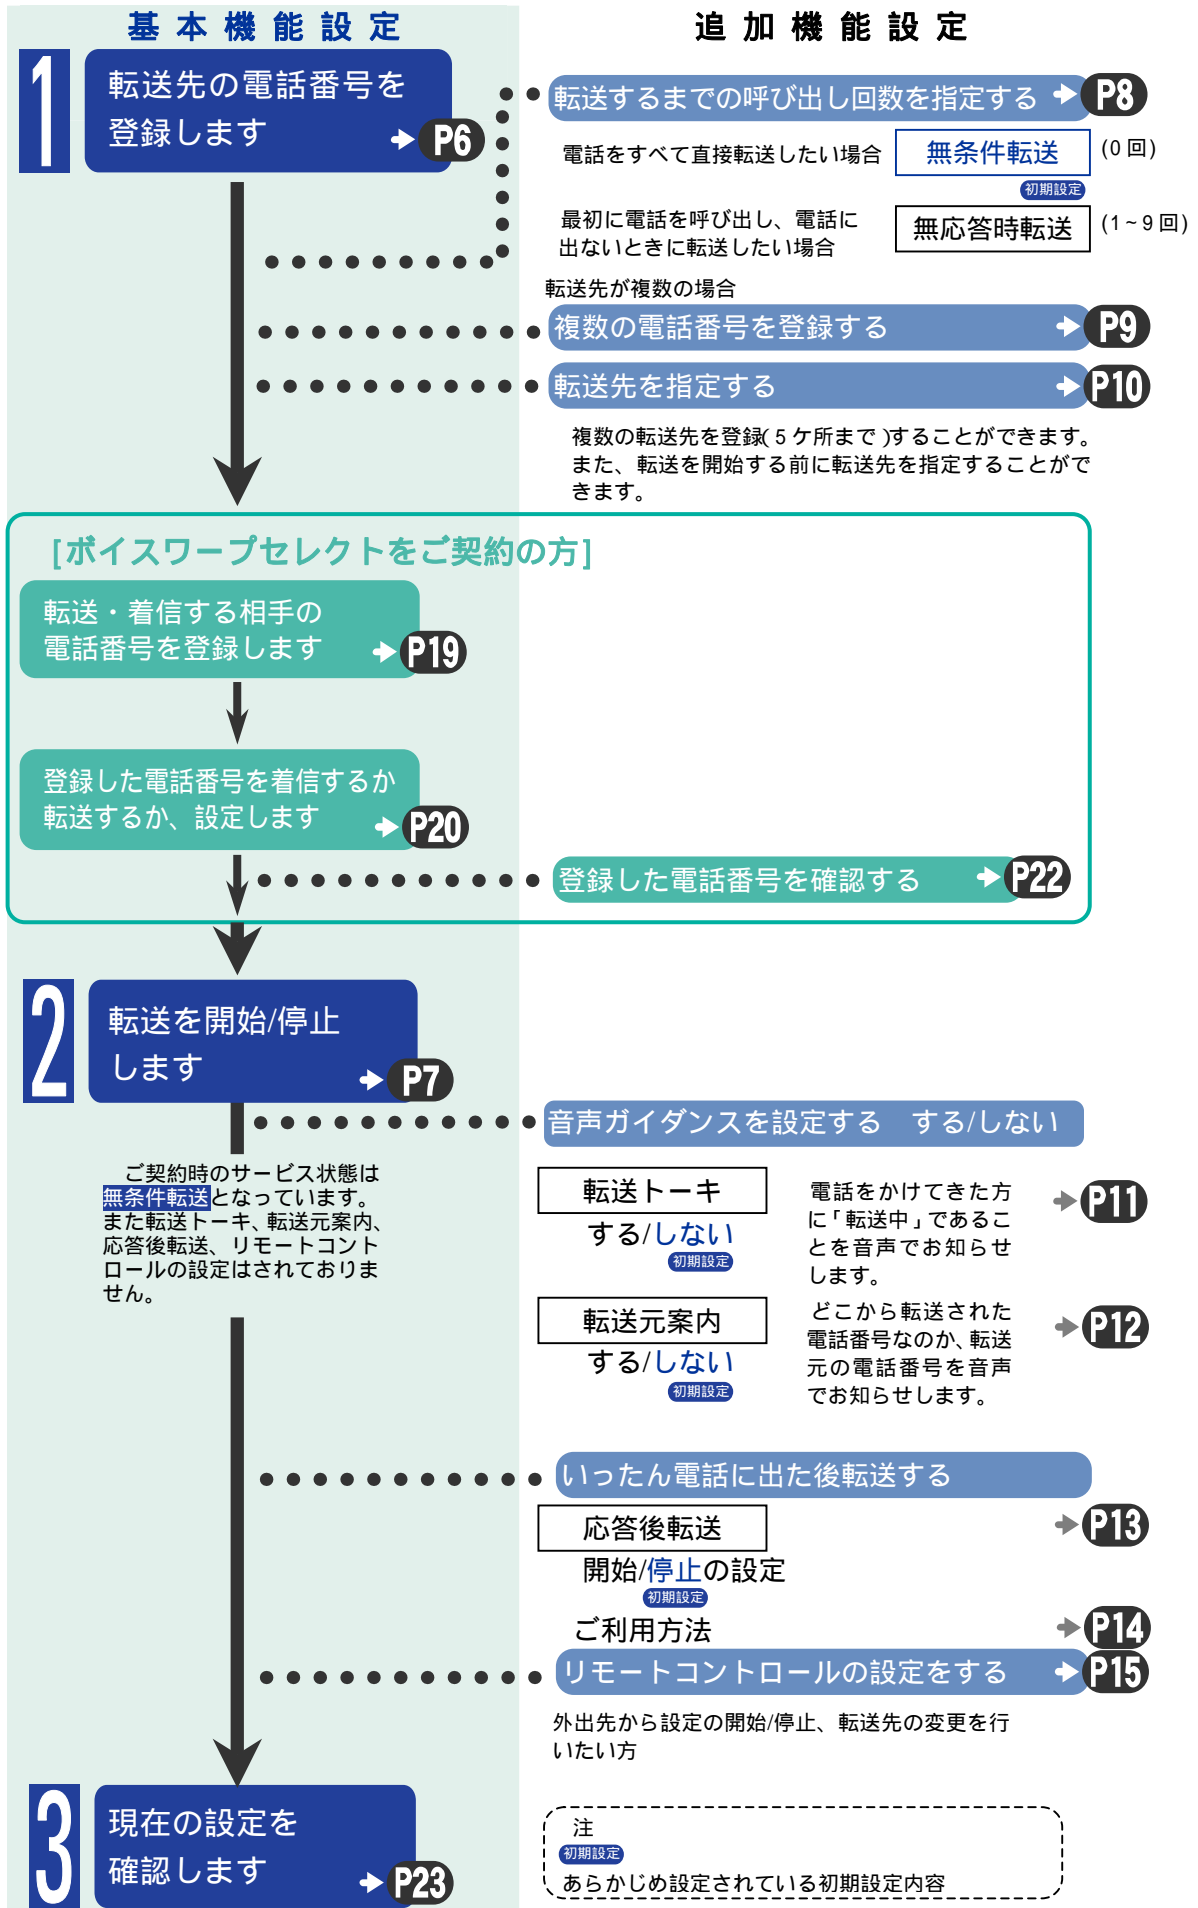 基本機能設定
追加機能設定
1
転送先の電話番号を
登録します
P6
転送するまでの呼び出し回数を指定する
P8
電話をすべて直接転送したい場合
無条件転送
(0回)
初期設定
最初に電話を呼び出し、電話に
出ないときに転送したい場合
無応答時転送
(1~9回)
転送先が複数の場合
複数の電話番号を登録する
P9
転送先を指定する
P10
複数の転送先を登録(5ケ所まで)することができます。
また、転送を開始する前に転送先を指定することがで
きます。
[ボイスワープセレクトをご契約の方]
転送・着信する相手の
電話番号を登録します
P19
登録した電話番号を着信するか
転送するか、設定します
P20
登録した電話番号を確認する
P22
2
転送を開始/停止
します
P7
音声ガイダンスを設定する する/しない
ご契約時のサービス状態は
無条件転送となっています。
また転送トーキ、転送元案内、
応答後転送、リモートコント
ロールの設定はされておりま
せん。
転送トーキ
する/しない
初期設定
電話をかけてきた方
に「転送中」であるこ
とを音声でお知らせ
します。
P11
転送元案内
する/しない
初期設定
どこから転送された
電話番号なのか、転送
元の電話番号を音声
でお知らせします。
P12
いったん電話に出た後転送する
応答後転送
P13
開始/停止の設定
初期設定
ご利用方法
P14
リモートコントロールの設定をする
P15
外出先から設定の開始/停止、転送先の変更を行
いたい方
3
現在の設定を
確認します
P23
注
初期設定
あらかじめ設定されている初期設定内容